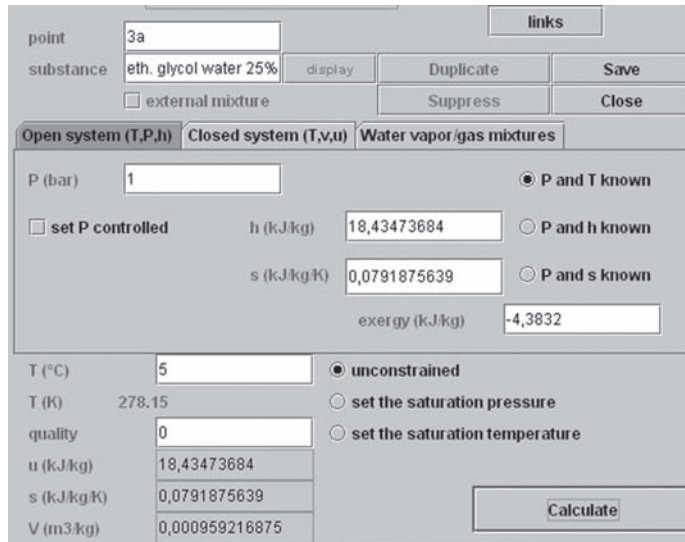 links
point 3a
substance eth. glycol water 25% display Duplicate Save
external mixture Suppress Close
Open system (T,P,h) Closed system (T,v,u) Water vapor/gas mixtures
P (bar) 1 P and T known
set P controlled h (kJ/kg) 18,43473684 P and h known
s (kJ/kg/K) 0,0791875639 P and s known
exergy (kJ/kg) -4,3832
T (°C) 5 unconstrained
T (K) 278.15 set the saturation pressure
quality 0 set the saturation temperature
u (kJ/kg) 18,43473684
s (kJ/kg/K) 0,0791875639
Calculate
V (m3/kg) 0,000959216875